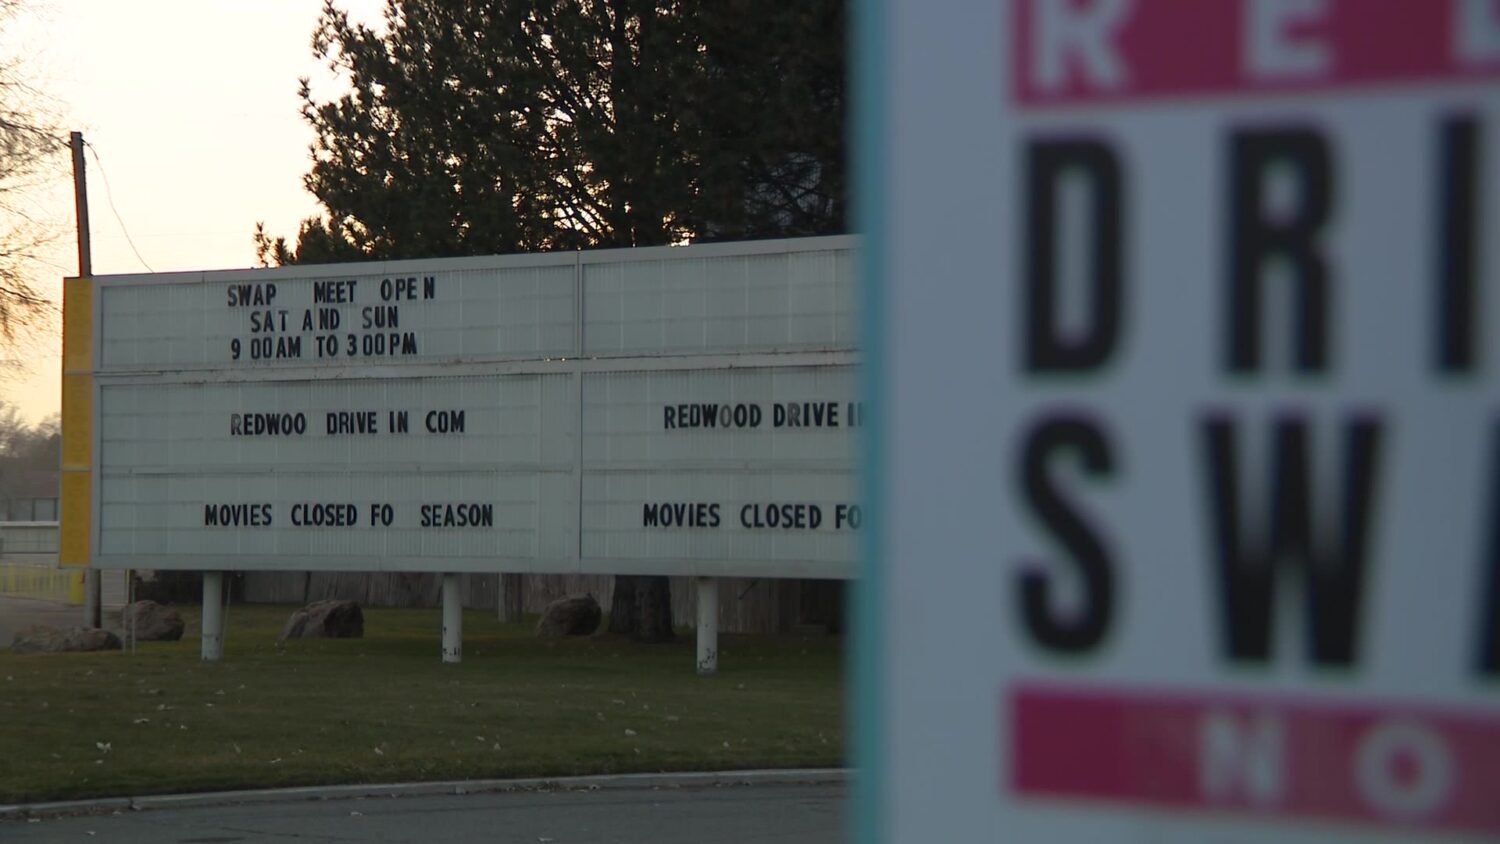 SWAP MEET OPEN
SAT AND SUN
9 00AM TO 3 00PM
REDWOO DRIVE IN COM
MOVIES CLOSED FO SEASON
REDWOOD DRIVE I
MOVIES CLOSED FO
RE
DRI
SW
NO